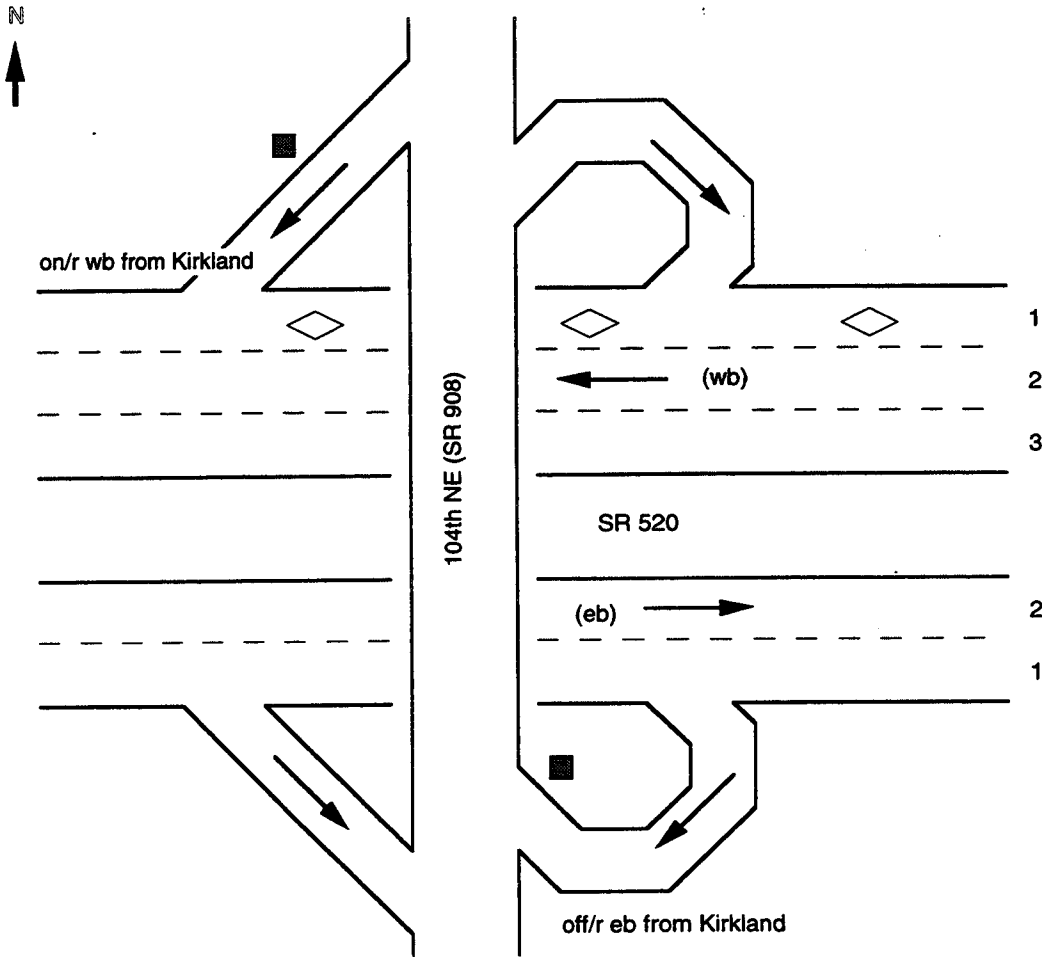 N
on/r wb from Kirkland
1
(wb)
2
3
104th NE (SR 908)
SR 520
(eb)
2
1
off/r eb from Kirkland